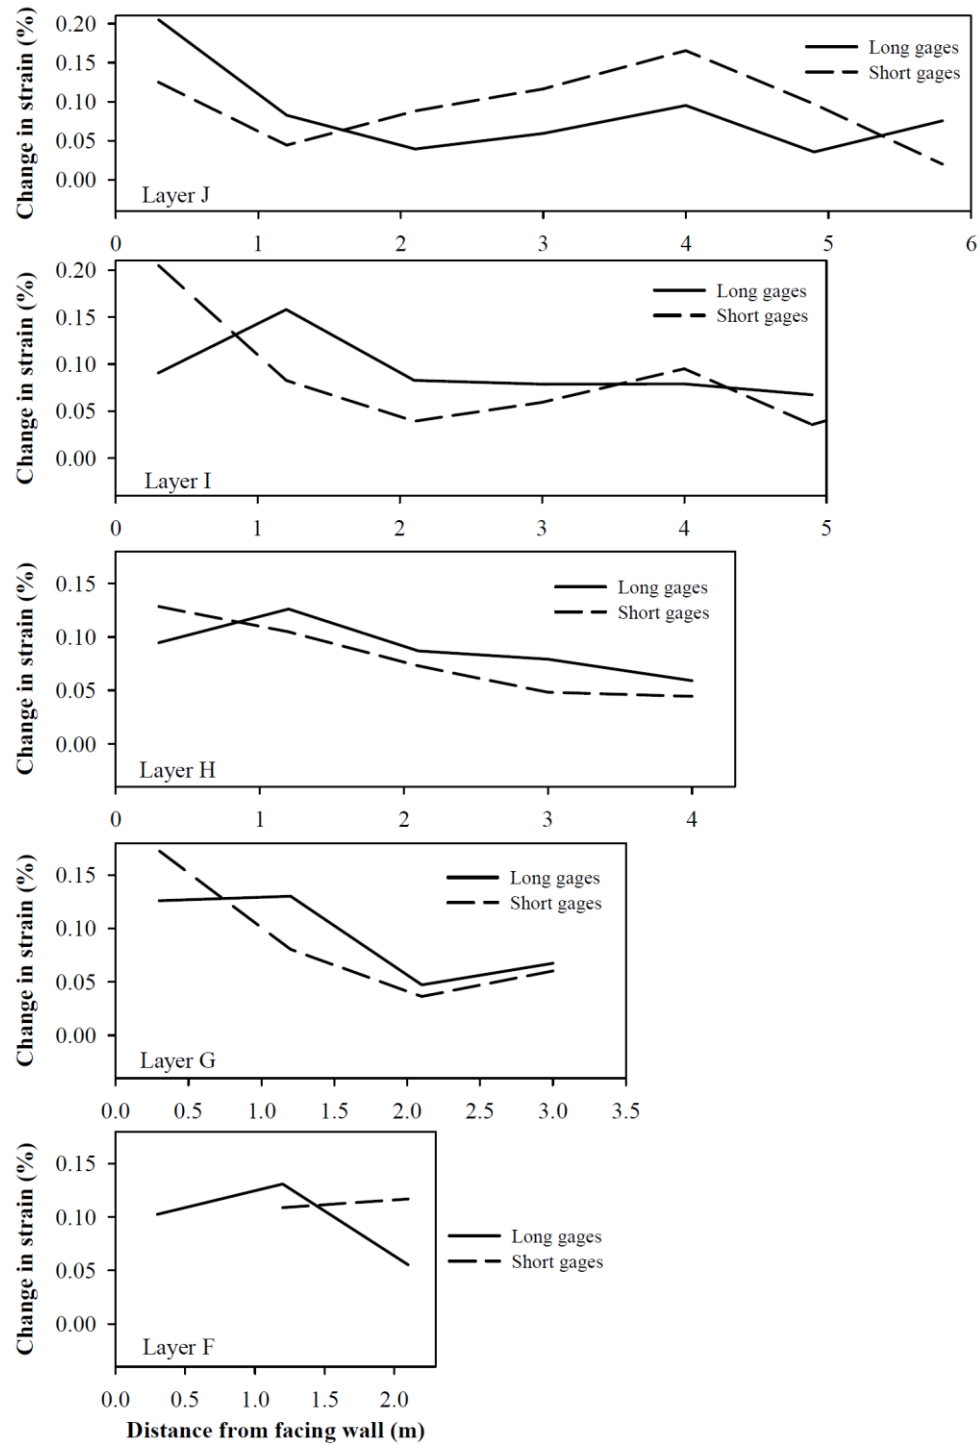 Change in strain (%)
0.20
0.15
0.10
0.05
0.00
Long gages
Short gages
Layer J
0 1 2 3 4 5 6
Change in strain (%)
0.20
0.15
0.10
0.05
0.00
Long gages
Short gages
Layer I
0 1 2 3 4 5
Change in strain (%)
0.15
0.10
0.05
0.00
Long gages
Short gages
Layer H
0 1 2 3 4
Change in strain (%)
0.15
0.10
0.05
0.00
Long gages
Short gages
Layer G
0.0 0.5 1.0 1.5 2.0 2.5 3.0 3.5
Change in strain (%)
0.15
0.10
0.05
0.00
Long gages
Short gages
Layer F
0.0 0.5 1.0 1.5 2.0
Distance from facing wall (m)